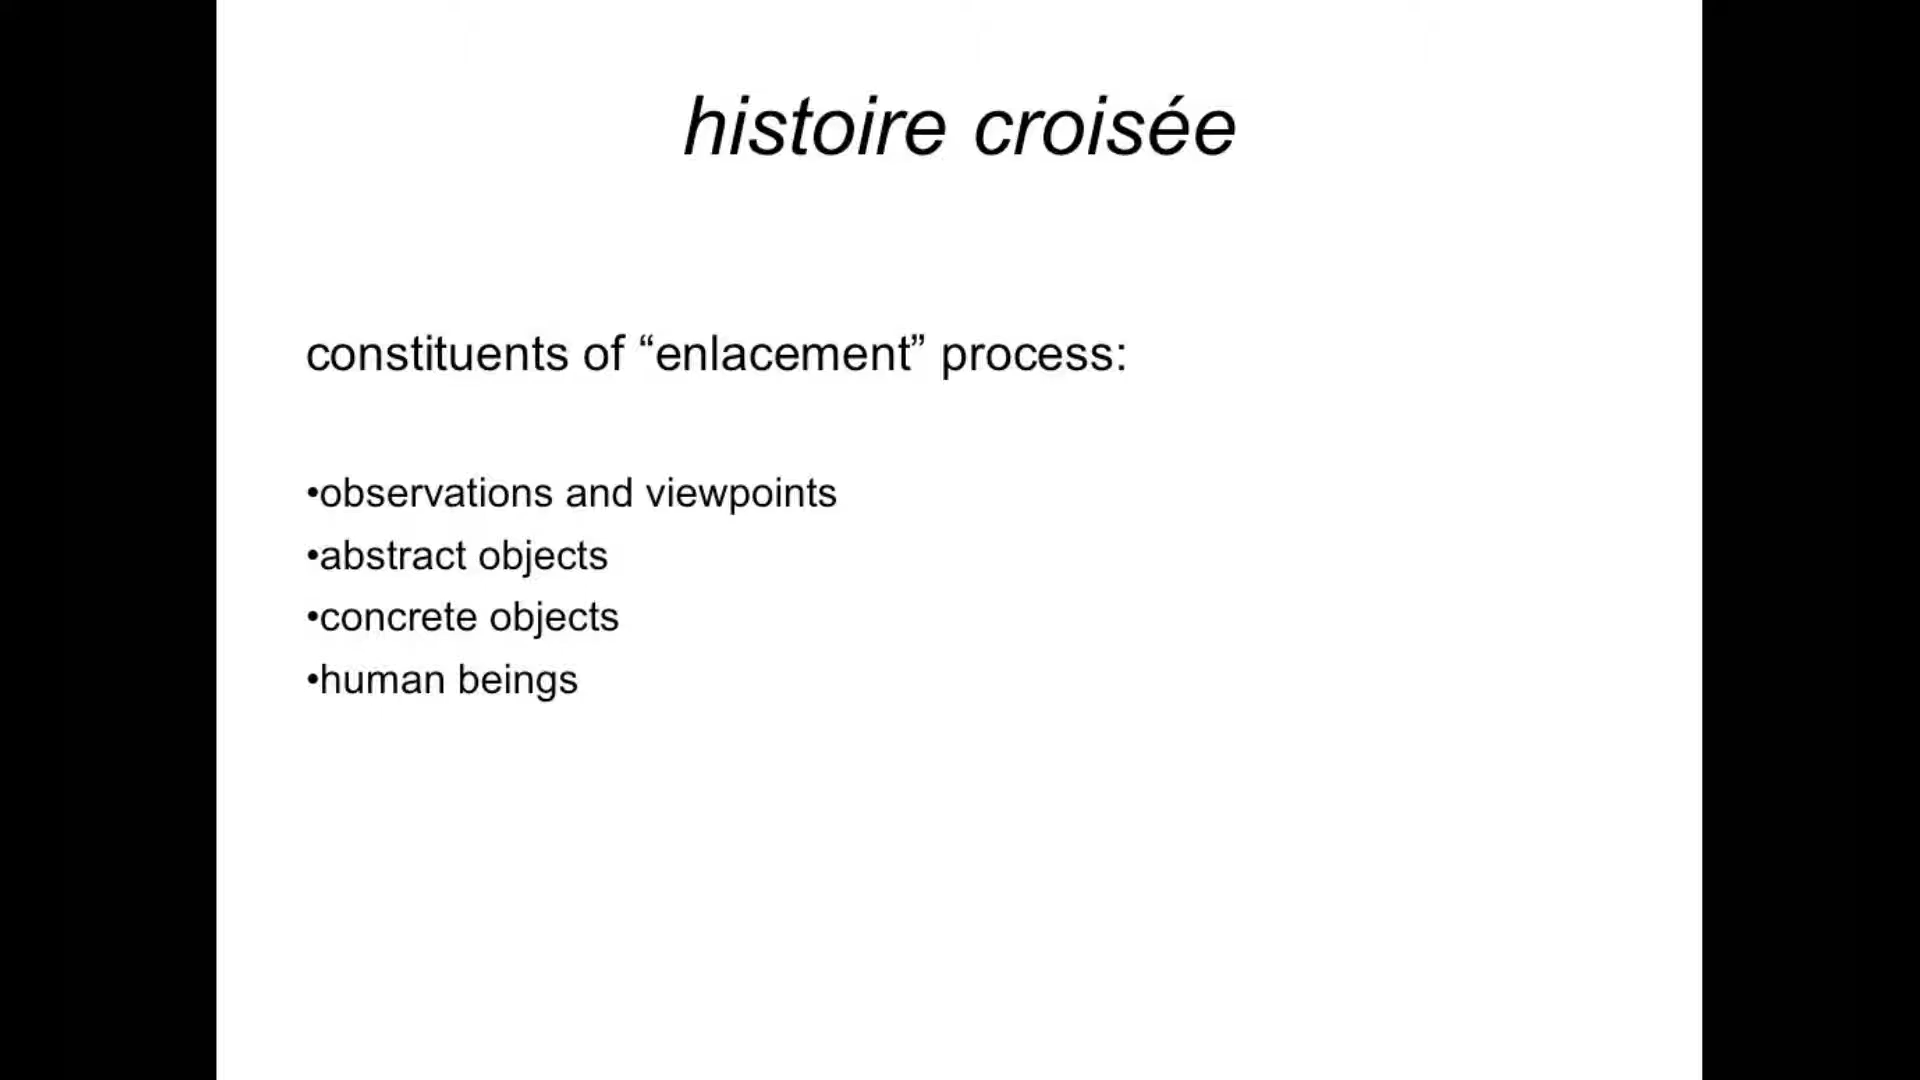 histoire croisée
constituents of “enlacement” process:
•observations and viewpoints
•abstract objects
•concrete objects
•human beings